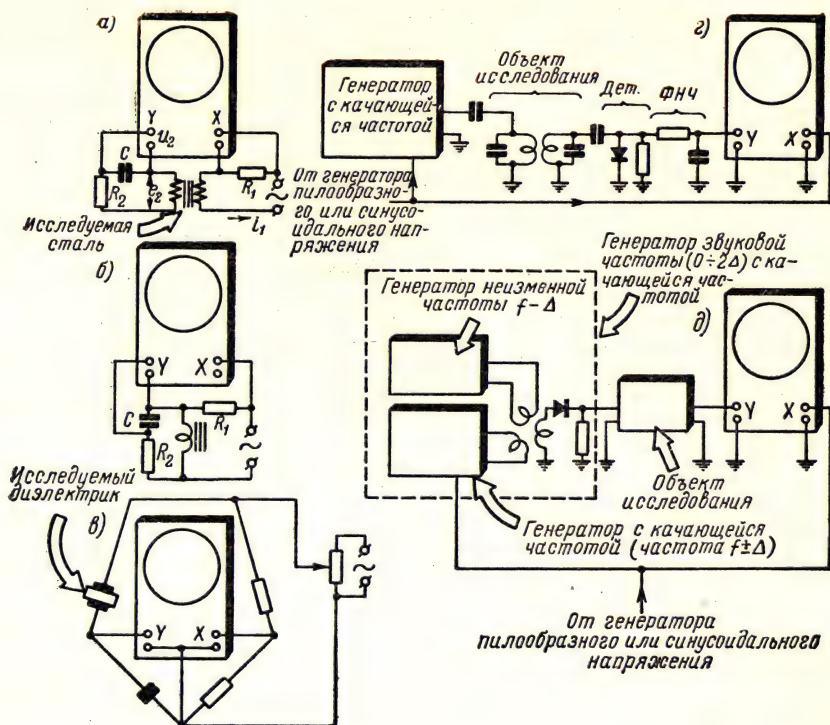 а)
Y
X
u₂
C
R₂
e₂
R₁
i₁
Исследуемая
сталь
От генератора
пилообразно-
го или синусо-
идального нап-
ряжения
Генератор
с качающей-
ся частотой
Объект
исследования
Дет.
ФНЧ
г)
Y
X
б)
Y
X
C
R₁
R₂
Исследуемый
диэлектрик
в)
Y
X
Генератор звуковой
частоты (0÷2Δ) с ка-
чающейся час-
тотой
Генератор неизменной
частоты f−Δ
д)
Y
X
Объект
исследования
Генератор с качающейся
частотой (частота f±Δ)
От генератора
пилообразного или синусоидального
напряжения